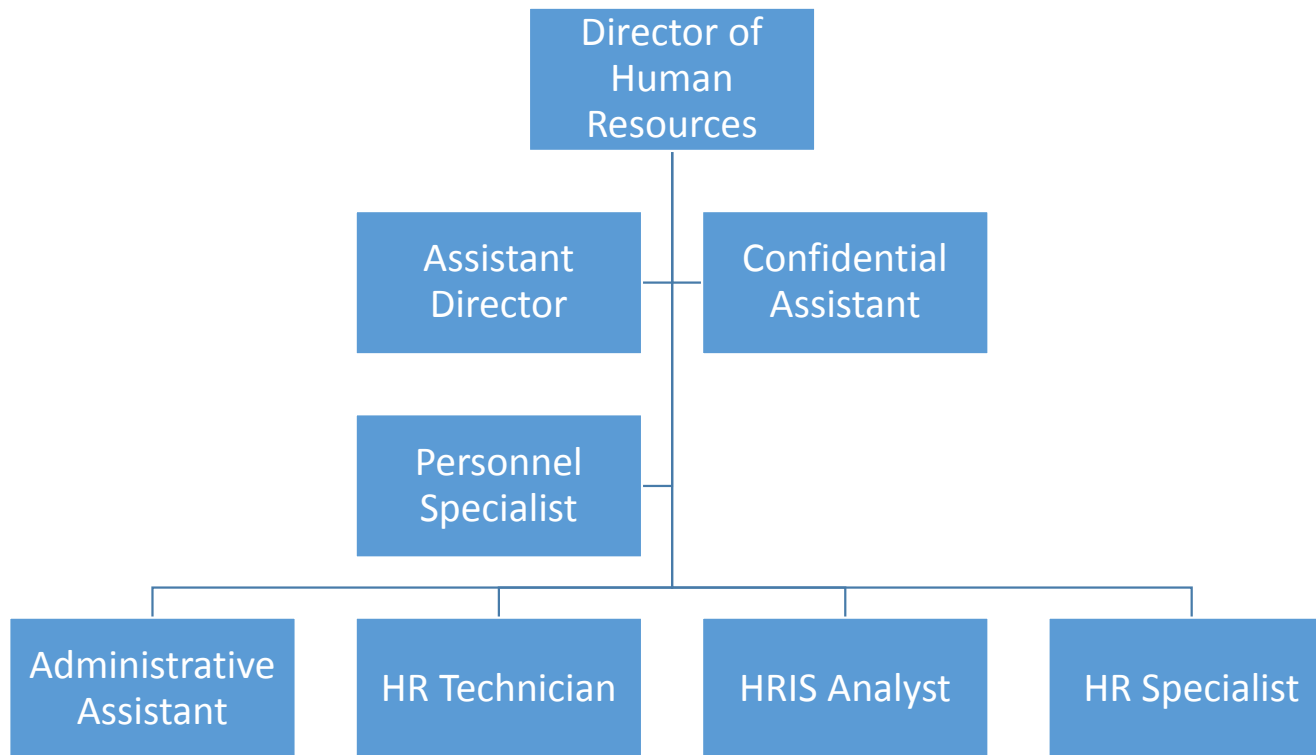 Director of
Human
Resources
Assistant
Director
Confidential
Assistant
Personnel
Specialist
Administrative
Assistant
HR Technician
HRIS Analyst
HR Specialist